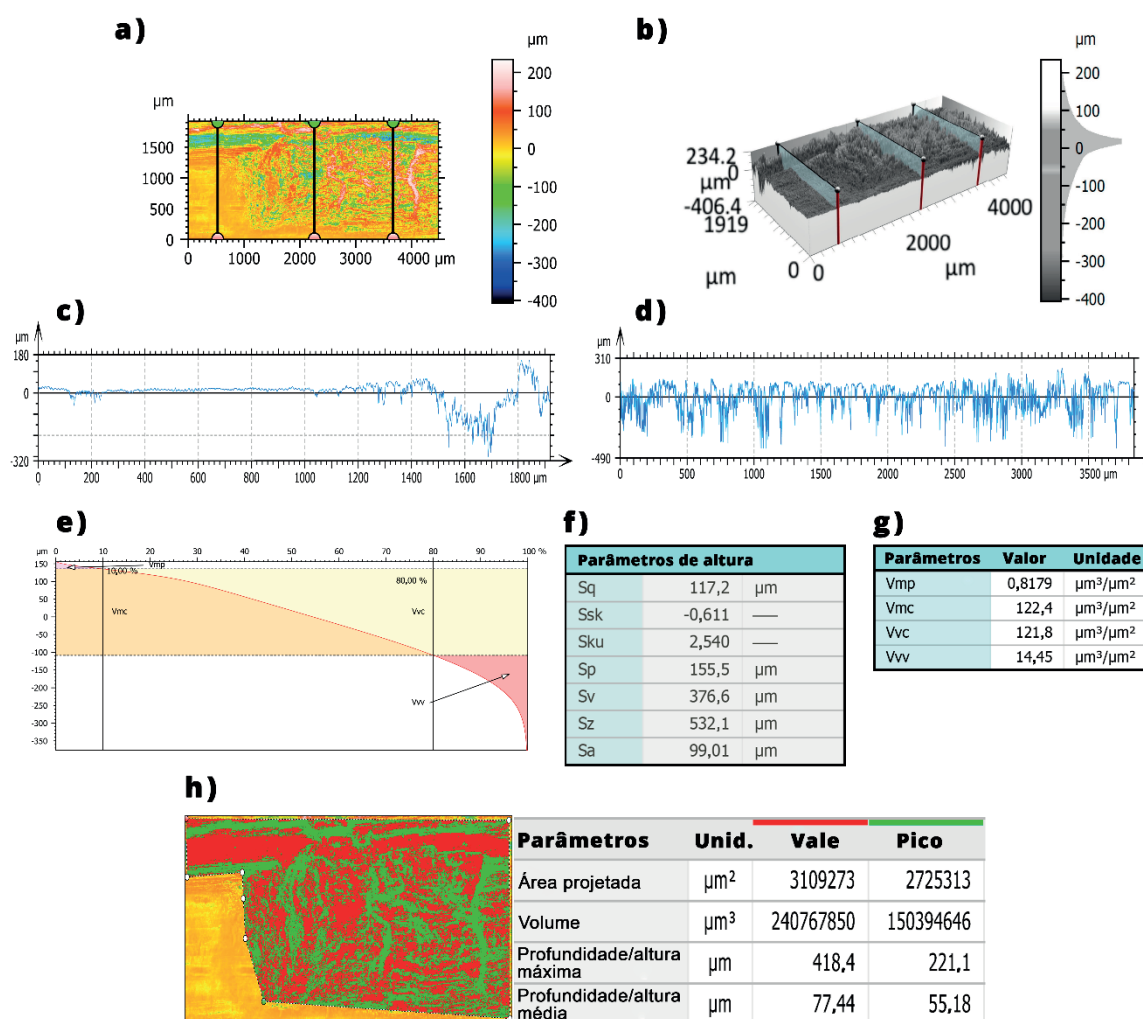 a)
µm
1500
1000
500
0
0 1000 2000 3000 4000 µm
µm
200
100
0
-100
-200
-300
-400
b)
234.2
0
µm
-406.4
1919
µm
0 0
2000
µm
4000
µm
200
100
0
-100
-200
-300
-400
c)
µm
180
0
-320
0 200 400 600 800 1000 1200 1400 1600 1800 µm
d)
µm
310
0
-490
0 500 1000 1500 2000 2500 3000 3500 µm
e)
µm 0 10 20 30 40 50 60 70 80 90 100 %
150
100
50
0
-50
-100
-150
-200
-250
-300
-350
Vmp
10,00 %
80,00 %
Vmc
Vvc
Vvv
f)
Parâmetros de altura
Sq 117,2 µm
Ssk -0,611 —
Sku 2,540 —
Sp 155,5 µm
Sv 376,6 µm
Sz 532,1 µm
Sa 99,01 µm
g)
Parâmetros Valor Unidade
Vmp 0,8179 µm³/µm²
Vmc 122,4 µm³/µm²
Vvc 121,8 µm³/µm²
Vvv 14,45 µm³/µm²
h)
Parâmetros Unid. Vale Pico
Área projetada µm² 3109273 2725313
Volume µm³ 240767850 150394646
Profundidade/altura
máxima µm 418,4 221,1
Profundidade/altura
média µm 77,44 55,18